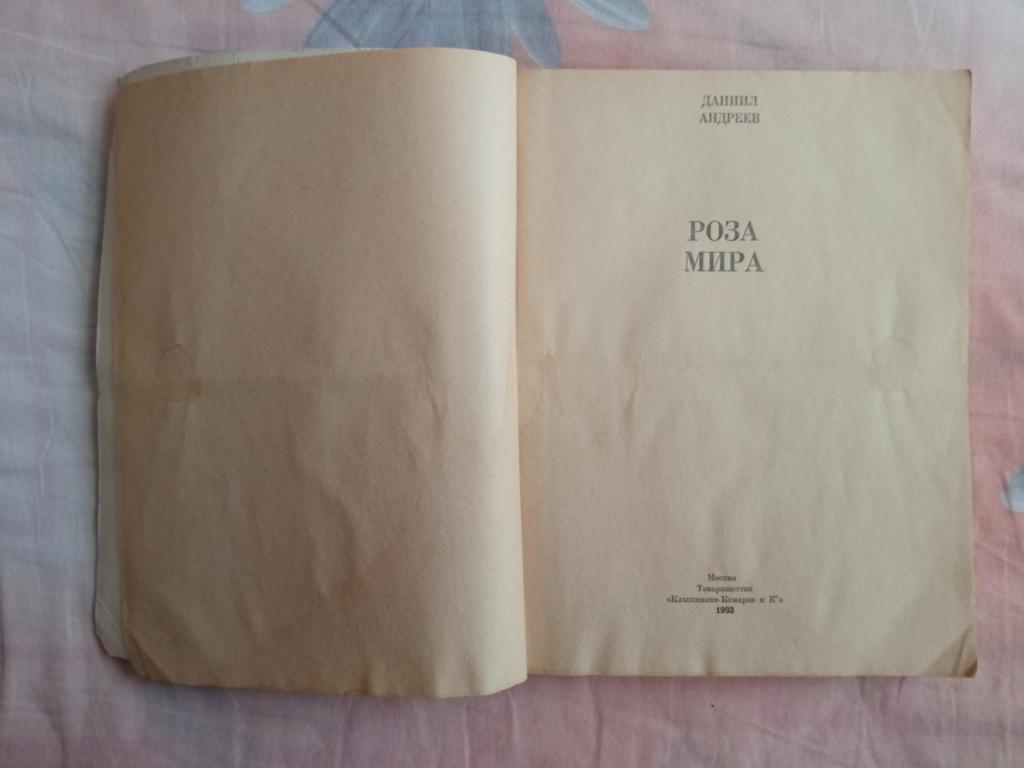 ДАНИИЛ
АНДРЕЕВ
РОЗА
МИРА
Москва
Товарищество
«Клышников-Комаров и К°»
1993